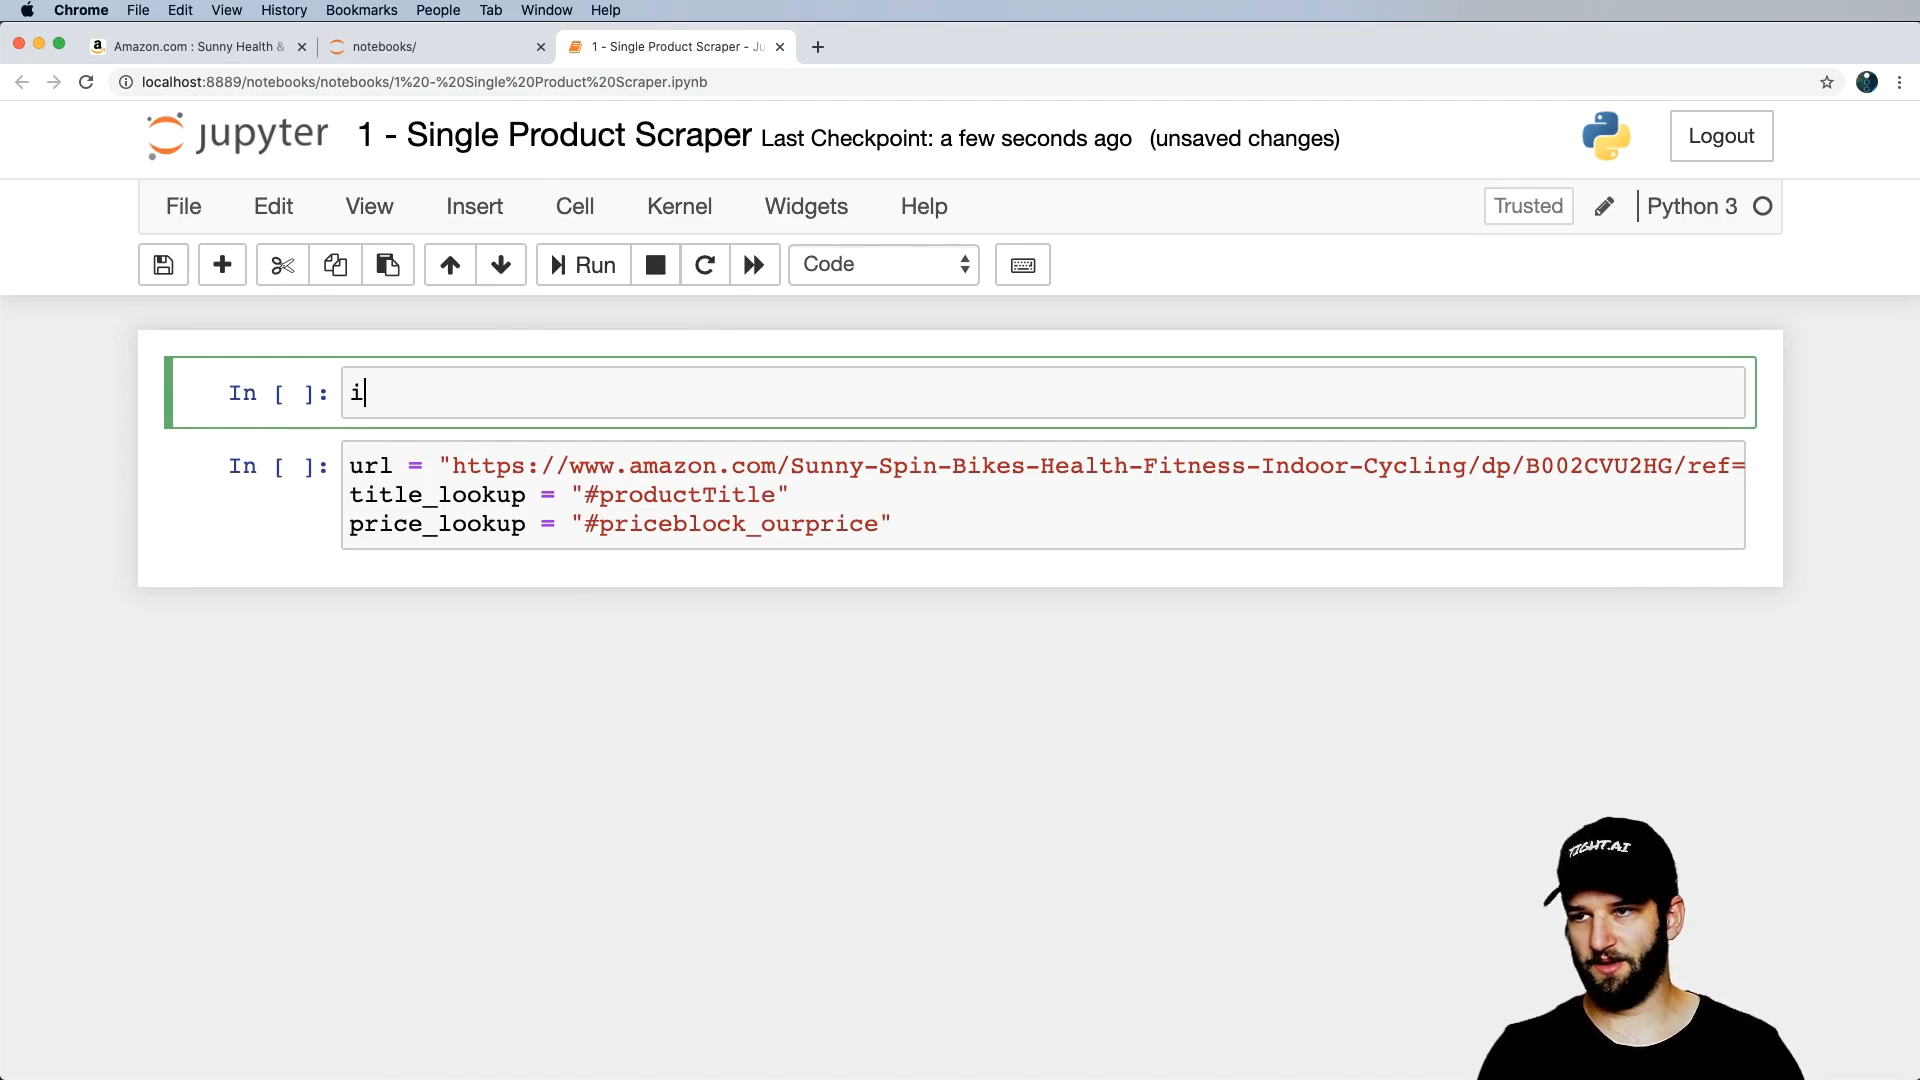 Chrome File Edit View History Bookmarks People Tab Window Help
Amazon.com : Sunny Health &
notebooks/
1 - Single Product Scraper - Ju
localhost:8889/notebooks/notebooks/1%20-%20Single%20Product%20Scraper.ipynb
jupyter 1 - Single Product Scraper Last Checkpoint: a few seconds ago (unsaved changes)
Logout
File Edit View Insert Cell Kernel Widgets Help
Trusted
Python 3
Run
Code
In [ ]: i
In [ ]: url = "https://www.amazon.com/Sunny-Spin-Bikes-Health-Fitness-Indoor-Cycling/dp/B002CVU2HG/ref=
title_lookup = "#productTitle"
price_lookup = "#priceblock_ourprice"
TIGHT.AI